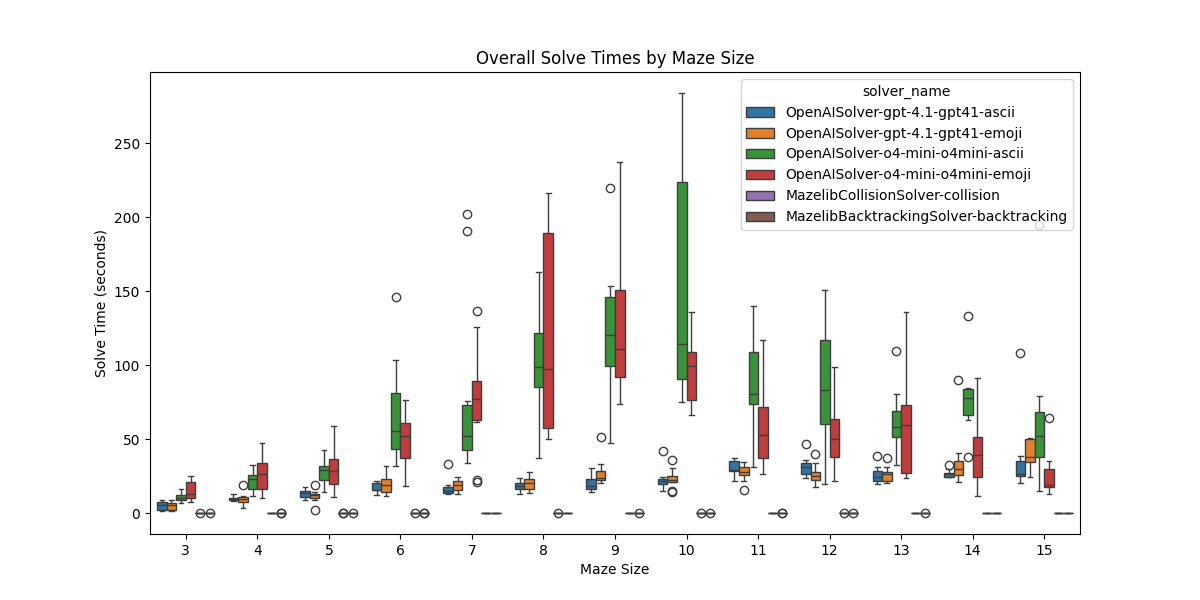 Overall Solve Times by Maze Size
solver_name
OpenAISolver-gpt-4.1-gpt41-ascii
OpenAISolver-gpt-4.1-gpt41-emoji
OpenAISolver-o4-mini-o4mini-ascii
OpenAISolver-o4-mini-o4mini-emoji
MazelibCollisionSolver-collision
MazelibBacktrackingSolver-backtracking
Solve Time (seconds)
250
200
150
100
50
0
3 4 5 6 7 8 9 10 11 12 13 14 15
Maze Size